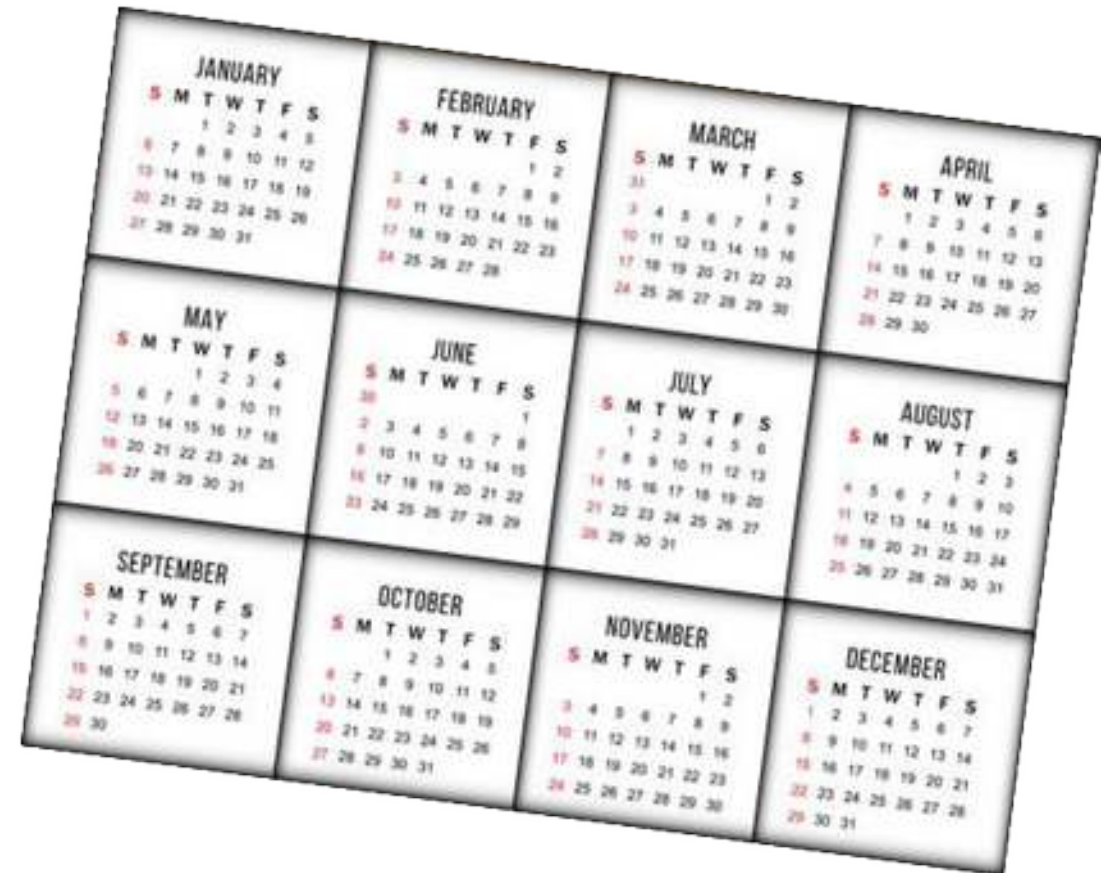 JANUARY
S M T W T F S
1 2 3 4 5
6 7 8 9 10 11 12
13 14 15 16 17 18 19
20 21 22 23 24 25 26
27 28 29 30 31
FEBRUARY
S M T W T F S
1 2
3 4 5 6 7 8 9
10 11 12 13 14 15 16
17 18 19 20 21 22 23
24 25 26 27 28
MARCH
S M T W T F S
31 1 2
3 4 5 6 7 8 9
10 11 12 13 14 15 16
17 18 19 20 21 22 23
24 25 26 27 28 29 30
APRIL
S M T W T F S
1 2 3 4 5 6
7 8 9 10 11 12 13
14 15 16 17 18 19 20
21 22 23 24 25 26 27
28 29 30
MAY
S M T W T F S
1 2 3 4
5 6 7 8 9 10 11
12 13 14 15 16 17 18
19 20 21 22 23 24 25
26 27 28 29 30 31
JUNE
S M T W T F S
30 1
2 3 4 5 6 7 8
9 10 11 12 13 14 15
16 17 18 19 20 21 22
23 24 25 26 27 28 29
JULY
S M T W T F S
1 2 3 4 5 6
7 8 9 10 11 12 13
14 15 16 17 18 19 20
21 22 23 24 25 26 27
28 29 30 31
AUGUST
S M T W T F S
1 2 3
4 5 6 7 8 9 10
11 12 13 14 15 16 17
18 19 20 21 22 23 24
25 26 27 28 29 30 31
SEPTEMBER
S M T W T F S
1 2 3 4 5 6 7
8 9 10 11 12 13 14
15 16 17 18 19 20 21
22 23 24 25 26 27 28
29 30
OCTOBER
S M T W T F S
1 2 3 4 5
6 7 8 9 10 11 12
13 14 15 16 17 18 19
20 21 22 23 24 25 26
27 28 29 30 31
NOVEMBER
S M T W T F S
1 2
3 4 5 6 7 8 9
10 11 12 13 14 15 16
17 18 19 20 21 22 23
24 25 26 27 28 29 30
DECEMBER
S M T W T F S
1 2 3 4 5 6 7
8 9 10 11 12 13 14
15 16 17 18 19 20 21
22 23 24 25 26 27 28
29 30 31